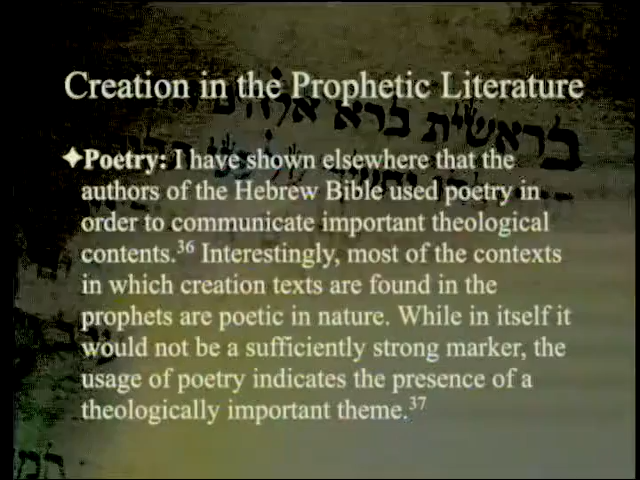 Creation in the Prophetic Literature
✦Poetry: I have shown elsewhere that the
authors of the Hebrew Bible used poetry in
order to communicate important theological
contents.36 Interestingly, most of the contexts
in which creation texts are found in the
prophets are poetic in nature. While in itself it
would not be a sufficiently strong marker, the
usage of poetry indicates the presence of a
theologically important theme.37
בראשית ברא אלהים